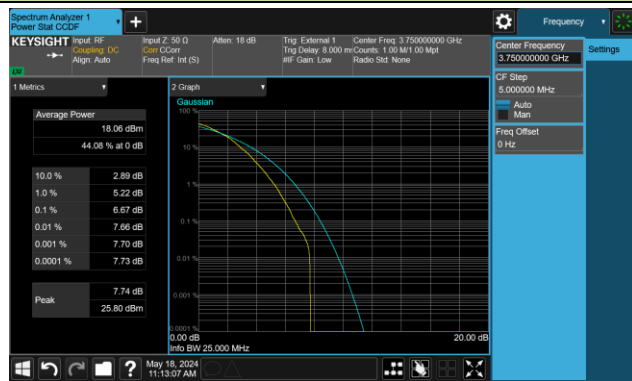 Spectrum Analyzer 1
Power Stat CCDF
Frequency
KEYSIGHT
Input: RF
Coupling: DC
Align: Auto
Input Z: 50 Ω
Corr CCorr
Freq Ref: Int (S)
Atten: 18 dB
Trig: External 1
Trig Delay: 8.000 m
#IF Gain: Low
Center Freq: 3.750000000 GHz
Counts: 1.00 M/1.00 Mpt
Radio Std: None
LW
Center Frequency
3.750000000 GHz
Settings
CF Step
5.000000 MHz
Auto
Man
Freq Offset
0 Hz
1 Metrics
2 Graph
Average Power
18.06 dBm
44.08 % at 0 dB
10.0 % 2.89 dB
1.0 % 5.22 dB
0.1 % 6.67 dB
0.01 % 7.66 dB
0.001 % 7.70 dB
0.0001 % 7.73 dB
Peak
7.74 dB
25.80 dBm
Gaussian
100 %
10 %
1 %
0.1 %
0.01 %
0.001 %
0.0001 %
0.00 dB
20.00 dB
Info BW 25.000 MHz
?
May 18, 2024
11:13:07 AM